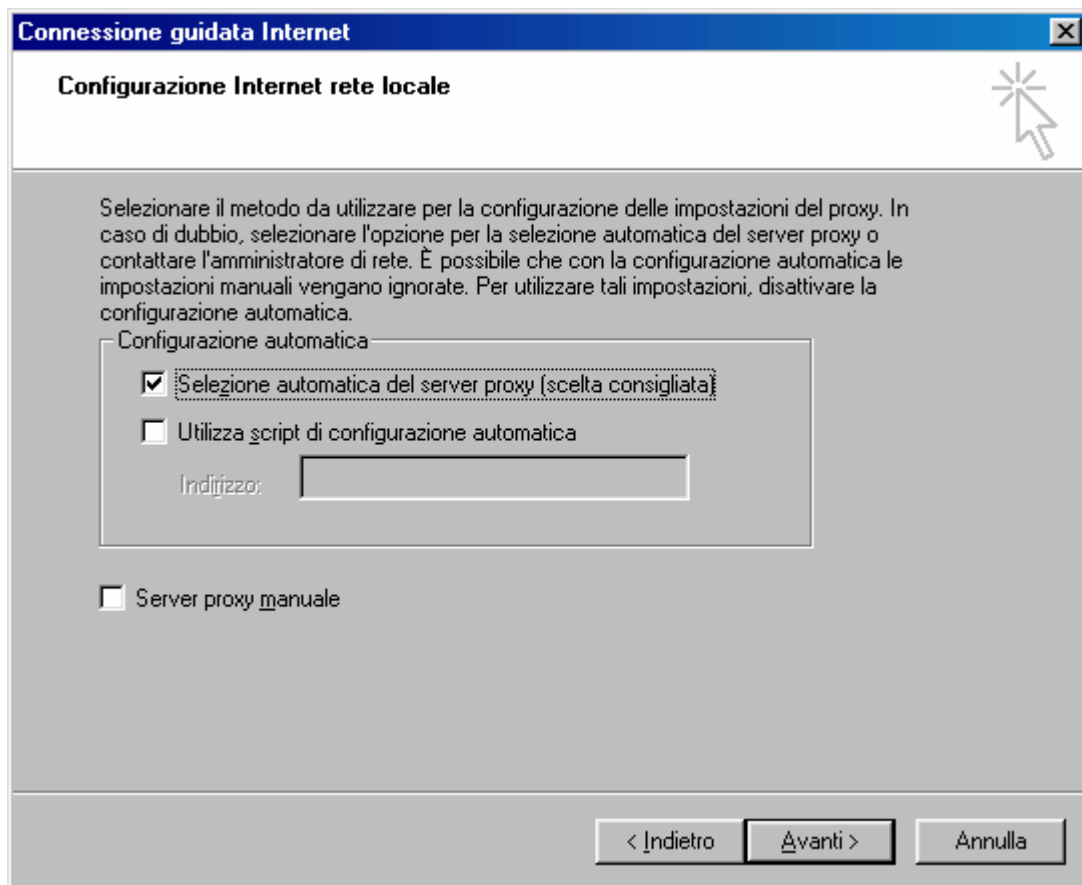 Connessione guidata Internet
Configurazione Internet rete locale
Selezionare il metodo da utilizzare per la configurazione delle impostazioni del proxy. In
caso di dubbio, selezionare l'opzione per la selezione automatica del server proxy o
contattare l'amministratore di rete. È possibile che con la configurazione automatica le
impostazioni manuali vengano ignorate. Per utilizzare tali impostazioni, disattivare la
configurazione automatica.
Configurazione automatica
Selezione automatica del server proxy (scelta consigliata)
Utilizza script di configurazione automatica
Indirizzo:
Server proxy manuale
< Indietro
Avanti >
Annulla